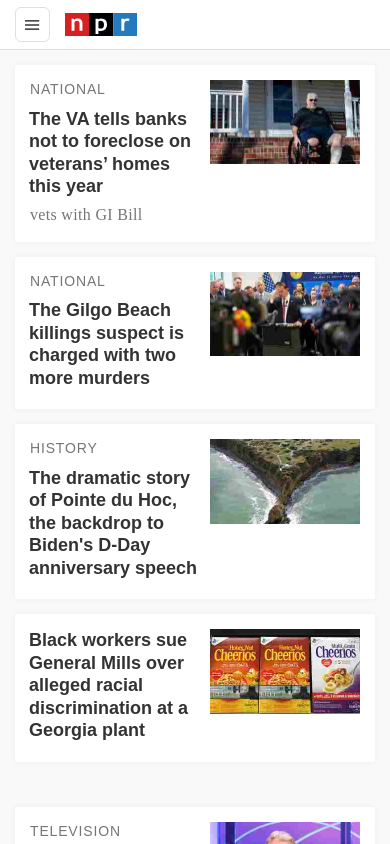 npr
NATIONAL
The VA tells banks
not to foreclose on
veterans’ homes
this year
vets with GI Bill
NATIONAL
The Gilgo Beach
killings suspect is
charged with two
more murders
HISTORY
The dramatic story
of Pointe du Hoc,
the backdrop to
Biden's D-Day
anniversary speech
Black workers sue
General Mills over
alleged racial
discrimination at a
Georgia plant
Honey Nut
Cheerios
Honey Nut
Cheerios
Multi Grain
Cheerios
TELEVISION